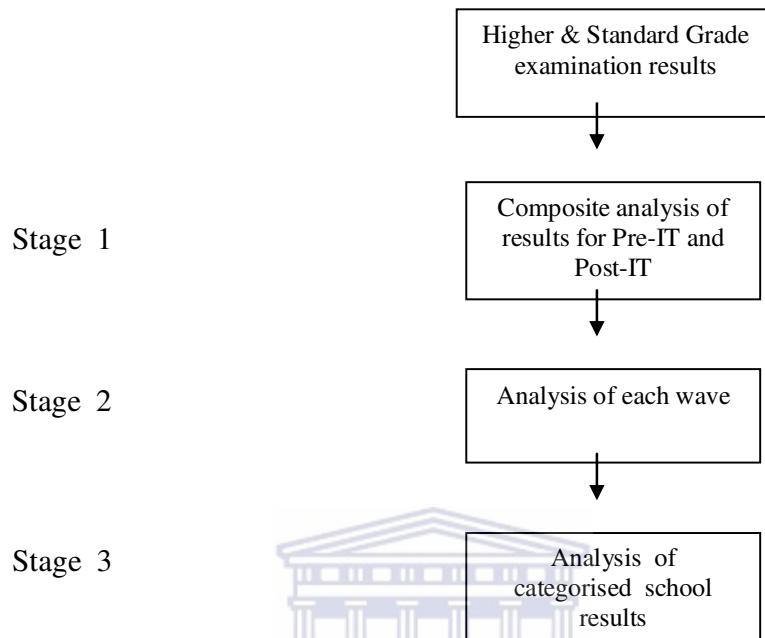 Higher & Standard Grade
examination results
Stage 1
Composite analysis of
results for Pre-IT and
Post-IT
Stage 2
Analysis of each wave
Stage 3
Analysis of
categorised school
results